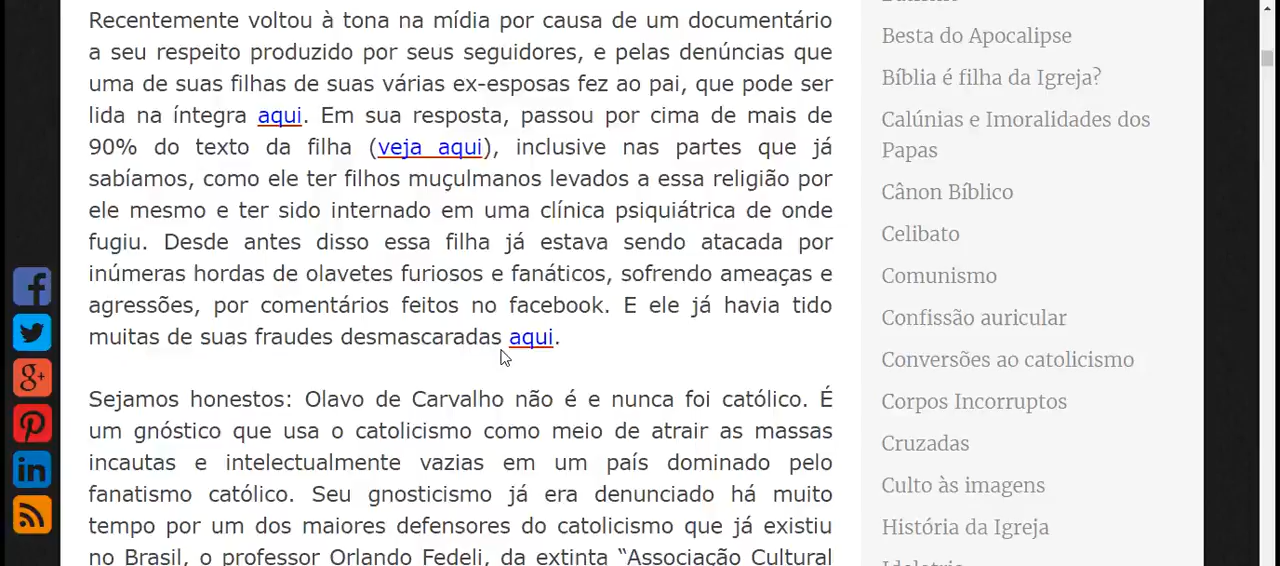 Recentemente voltou à tona na mídia por causa de um documentário
a seu respeito produzido por seus seguidores, e pelas denúncias que
uma de suas filhas de suas várias ex-esposas fez ao pai, que pode ser
lida na íntegra aqui. Em sua resposta, passou por cima de mais de
90% do texto da filha (veja aqui), inclusive nas partes que já
sabíamos, como ele ter filhos muçulmanos levados a essa religião por
ele mesmo e ter sido internado em uma clínica psiquiátrica de onde
fugiu. Desde antes disso essa filha já estava sendo atacada por
inúmeras hordas de olavetes furiosos e fanáticos, sofrendo ameaças e
agressões, por comentários feitos no facebook. E ele já havia tido
muitas de suas fraudes desmascaradas aqui.
Sejamos honestos: Olavo de Carvalho não é e nunca foi católico. É
um gnóstico que usa o catolicismo como meio de atrair as massas
incautas e intelectualmente vazias em um país dominado pelo
fanatismo católico. Seu gnosticismo já era denunciado há muito
tempo por um dos maiores defensores do catolicismo que já existiu
no Brasil, o professor Orlando Fedeli, da extinta “Associação Cultural
Besta do Apocalipse
Bíblia é filha da Igreja?
Calúnias e Imoralidades dos
Papas
Cânon Bíblico
Celibato
Comunismo
Confissão auricular
Conversões ao catolicismo
Corpos Incorruptos
Cruzadas
Culto às imagens
História da Igreja